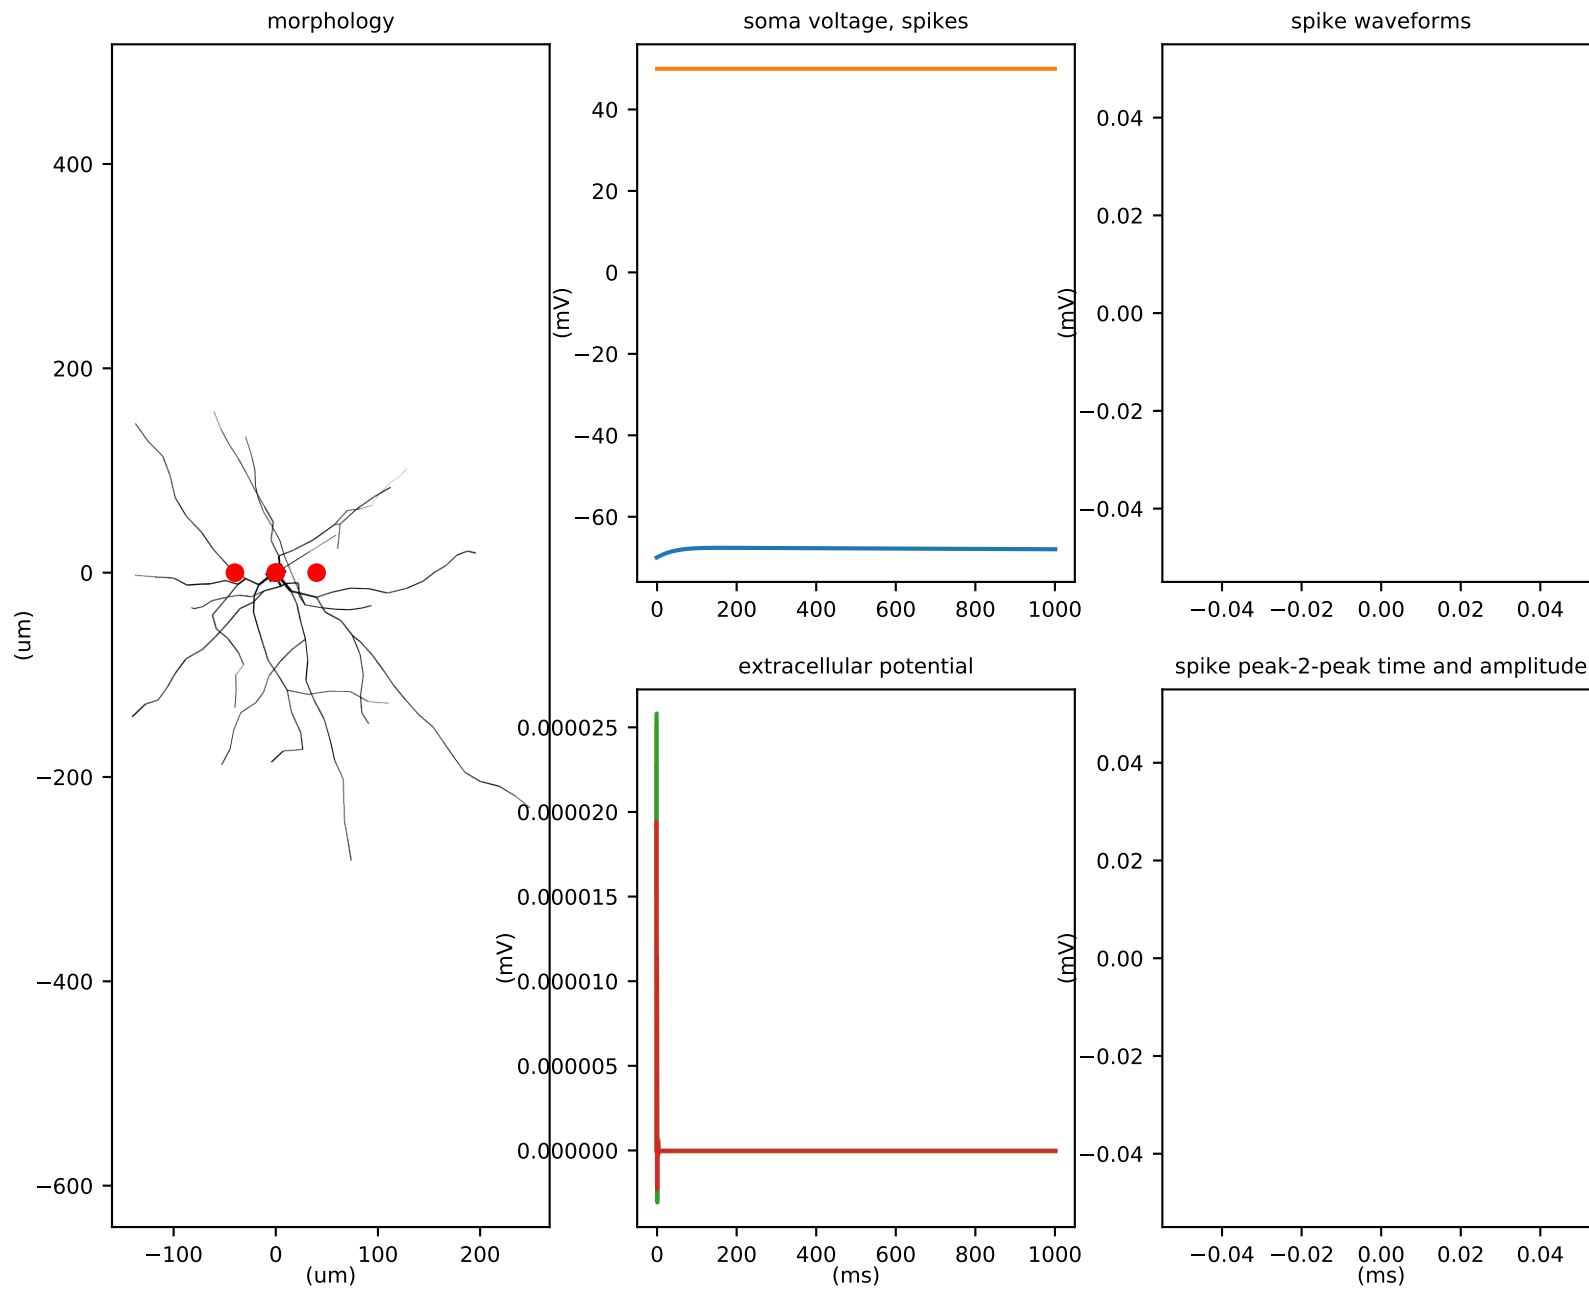 morphology
soma voltage, spikes
spike waveforms
400
200
0
−200
−400
−600
(um)
−100 0 100 200
(um)
40
20
0
−20
−40
−60
(mV)
0 200 400 600 800 1000
0.04
0.02
0.00
−0.02
−0.04
(mV)
−0.04 −0.02 0.00 0.02 0.04
extracellular potential
0.000025
0.000020
0.000015
0.000010
0.000005
0.000000
(mV)
0 200 400 600 800 1000
(ms)
spike peak-2-peak time and amplitude
0.04
0.02
0.00
−0.02
−0.04
(mV)
−0.04 −0.02 0.00 0.02 0.04
(ms)